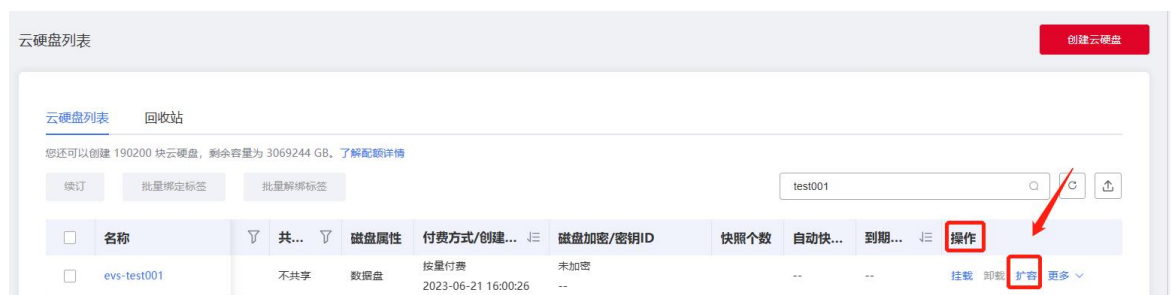 云硬盘列表
创建云硬盘
云硬盘列表 回收站
您还可以创建 190200 块云硬盘，剩余容量为 3069244 GB。了解配额详情
续订 批量绑定标签 批量解绑标签 test001
名称 共... 磁盘属性 付费方式/创建... 磁盘加密/密钥ID 快照个数 自动快... 到期... 操作
evs-test001 不共享 数据盘 按量付费 未加密 -- -- 挂载 卸载 扩容 更多
2023-06-21 16:00:26 --